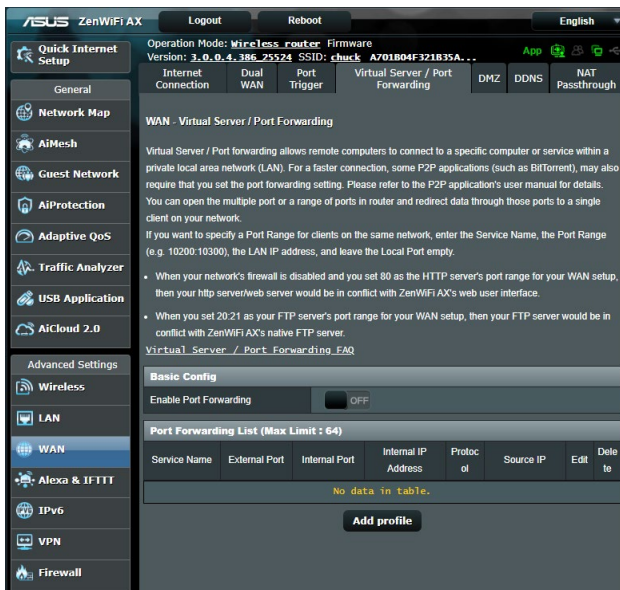 ASUS ZenWiFi AX Logout Reboot English
Quick Internet Setup
Operation Mode: Wireless router Firmware
Version: 3.0.0.4.386_25524 SSID: chuck A701B04F321B35A... App
General
Network Map
AiMesh
Guest Network
AiProtection
Adaptive QoS
Traffic Analyzer
USB Application
AiCloud 2.0
Advanced Settings
Wireless
LAN
WAN
Alexa & IFTTT
IPv6
VPN
Firewall
Internet Connection Dual WAN Port Trigger Virtual Server / Port Forwarding DMZ DDNS NAT Passthrough
WAN - Virtual Server / Port Forwarding
Virtual Server / Port forwarding allows remote computers to connect to a specific computer or service within a
private local area network (LAN). For a faster connection, some P2P applications (such as BitTorrent), may also
require that you set the port forwarding setting. Please refer to the P2P application's user manual for details.
You can open the multiple port or a range of ports in router and redirect data through those ports to a single
client on your network.
If you want to specify a Port Range for clients on the same network, enter the Service Name, the Port Range
(e.g. 10200:10300), the LAN IP address, and leave the Local Port empty.
• When your network's firewall is disabled and you set 80 as the HTTP server's port range for your WAN setup,
then your http server/web server would be in conflict with ZenWiFi AX's web user interface.
• When you set 20:21 as your FTP server's port range for your WAN setup, then your FTP server would be in
conflict with ZenWiFi AX's native FTP server.
Virtual Server / Port Forwarding FAQ
Basic Config
Enable Port Forwarding OFF
Port Forwarding List (Max Limit : 64)
Service Name External Port Internal Port Internal IP Address Protocol Source IP Edit Delete
No data in table.
Add profile